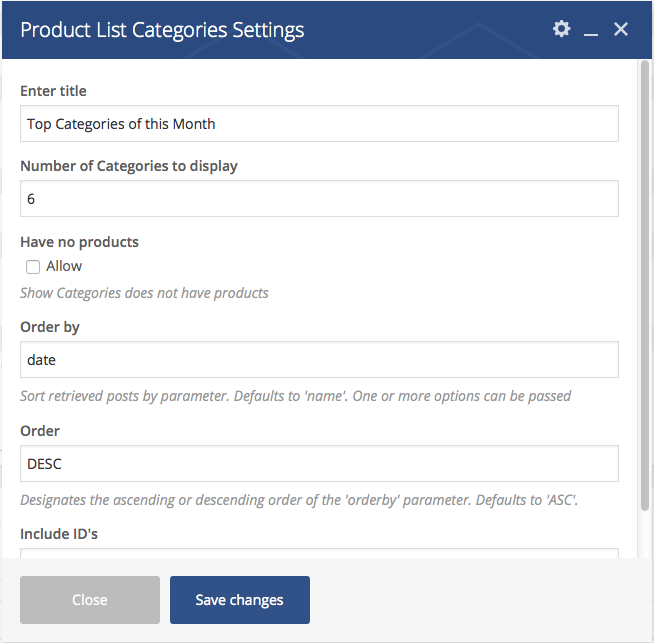 Product List Categories Settings
Enter title
Top Categories of this Month
Number of Categories to display
6
Have no products
Allow
Show Categories does not have products
Order by
date
Sort retrieved posts by parameter. Defaults to 'name'. One or more options can be passed
Order
DESC
Designates the ascending or descending order of the 'orderby' parameter. Defaults to 'ASC'.
Include ID's
Close
Save changes